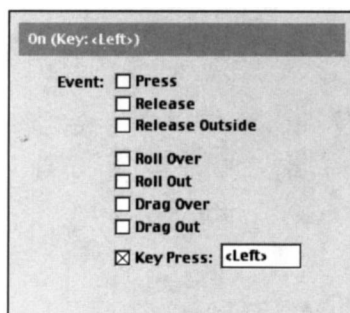 On (Key: <Left>)
Event: Press
Release
Release Outside
Roll Over
Roll Out
Drag Over
Drag Out
Key Press: <Left>